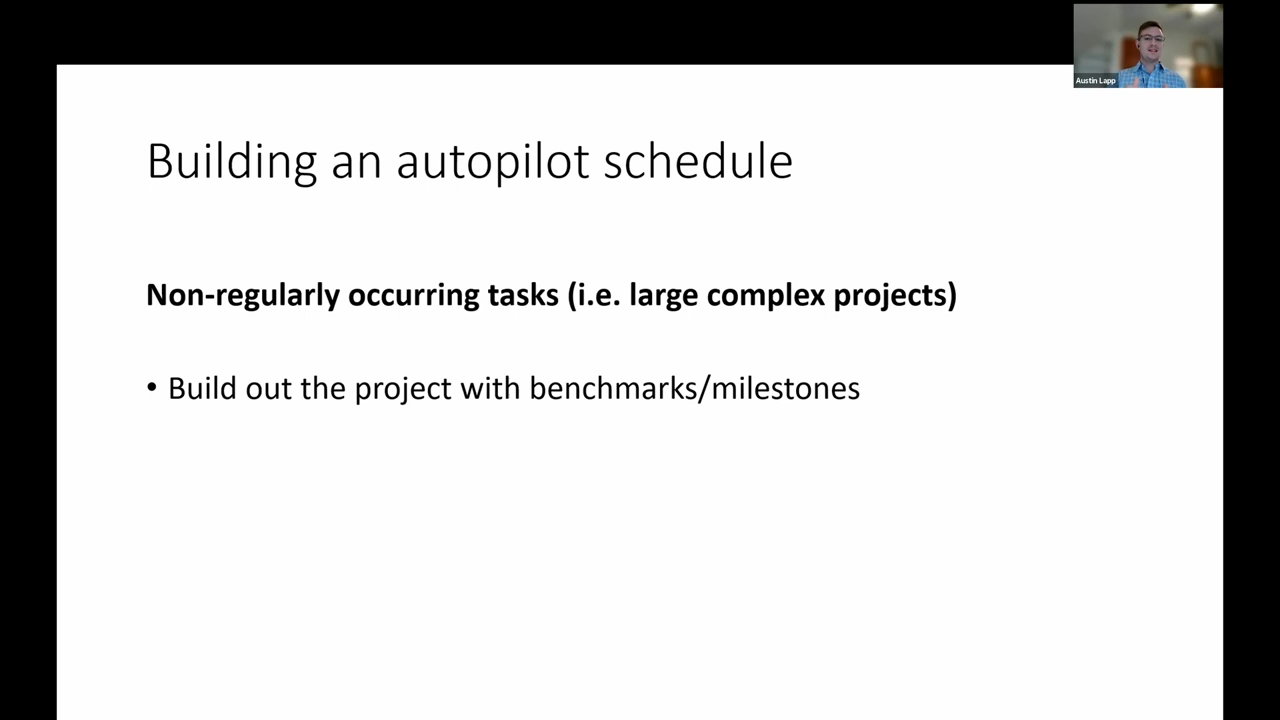 Austin Lapp
Building an autopilot schedule
Non-regularly occurring tasks (i.e. large complex projects)
• Build out the project with benchmarks/milestones